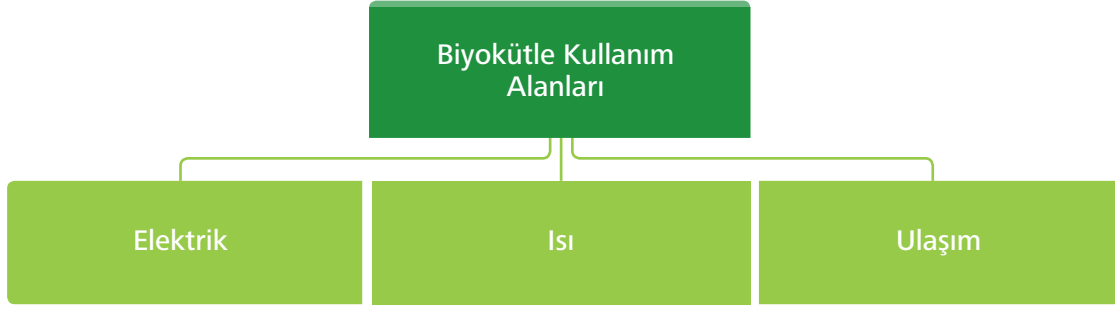 Biyokütle Kullanım
Alanları
Elektrik
Isı
Ulaşım